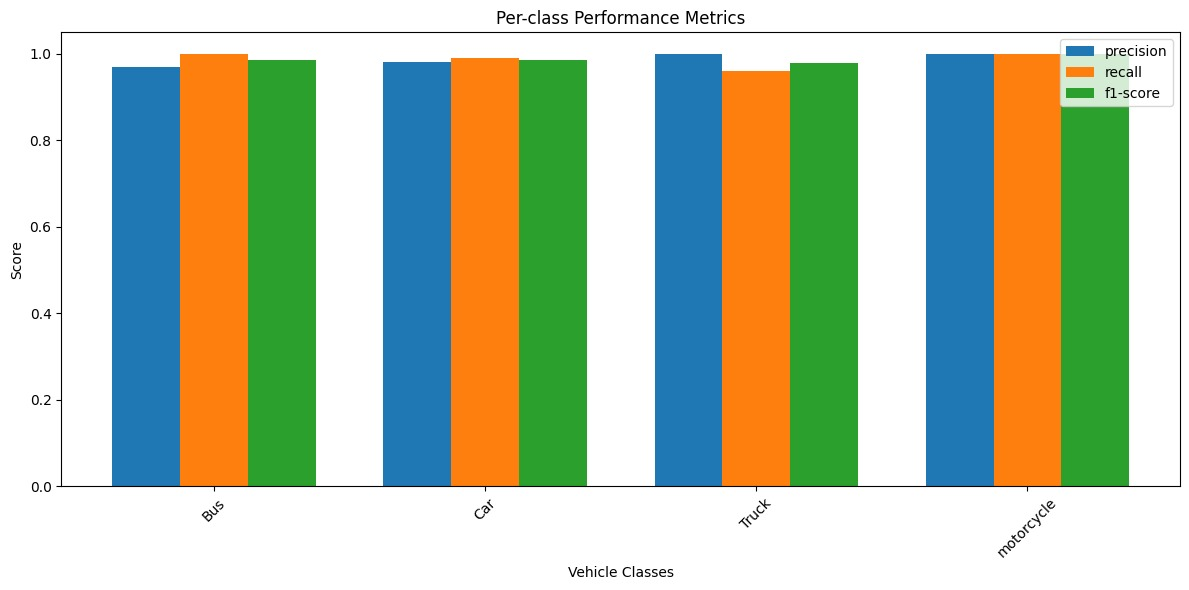 Per-class Performance Metrics
precision
recall
f1-score
1.0
0.8
0.6
0.4
0.2
0.0
Score
Bus
Car
Truck
motorcycle
Vehicle Classes